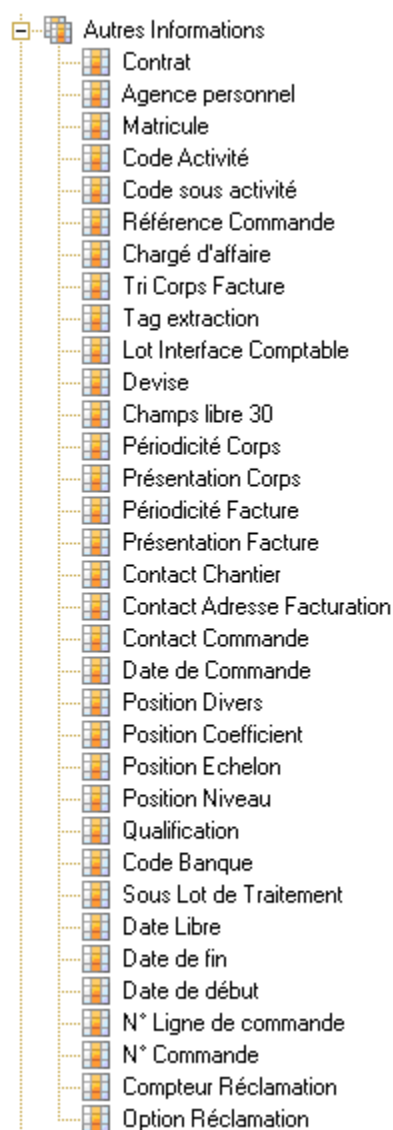 Autres Informations
Contrat
Agence personnel
Matricule
Code Activité
Code sous activité
Référence Commande
Chargé d'affaire
Tri Corps Facture
Tag extraction
Lot Interface Comptable
Devise
Champs libre 30
Périodicité Corps
Présentation Corps
Périodicité Facture
Présentation Facture
Contact Chantier
Contact Adresse Facturation
Contact Commande
Date de Commande
Position Divers
Position Coefficient
Position Echelon
Position Niveau
Qualification
Code Banque
Sous Lot de Traitement
Date Libre
Date de fin
Date de début
N° Ligne de commande
N° Commande
Compteur Réclamation
Option Réclamation